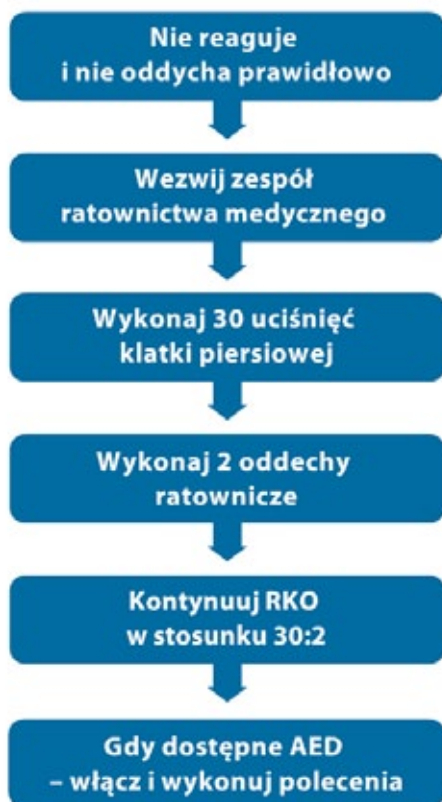 Nie reaguje
i nie oddycha prawidłowo
Wezwij zespół
ratownictwa medycznego
Wykonaj 30 uciśnięć
klatki piersiowej
Wykonaj 2 oddechy
ratownicze
Kontynuuj RKO
w stosunku 30:2
Gdy dostępne AED
– włącz i wykonuj polecenia